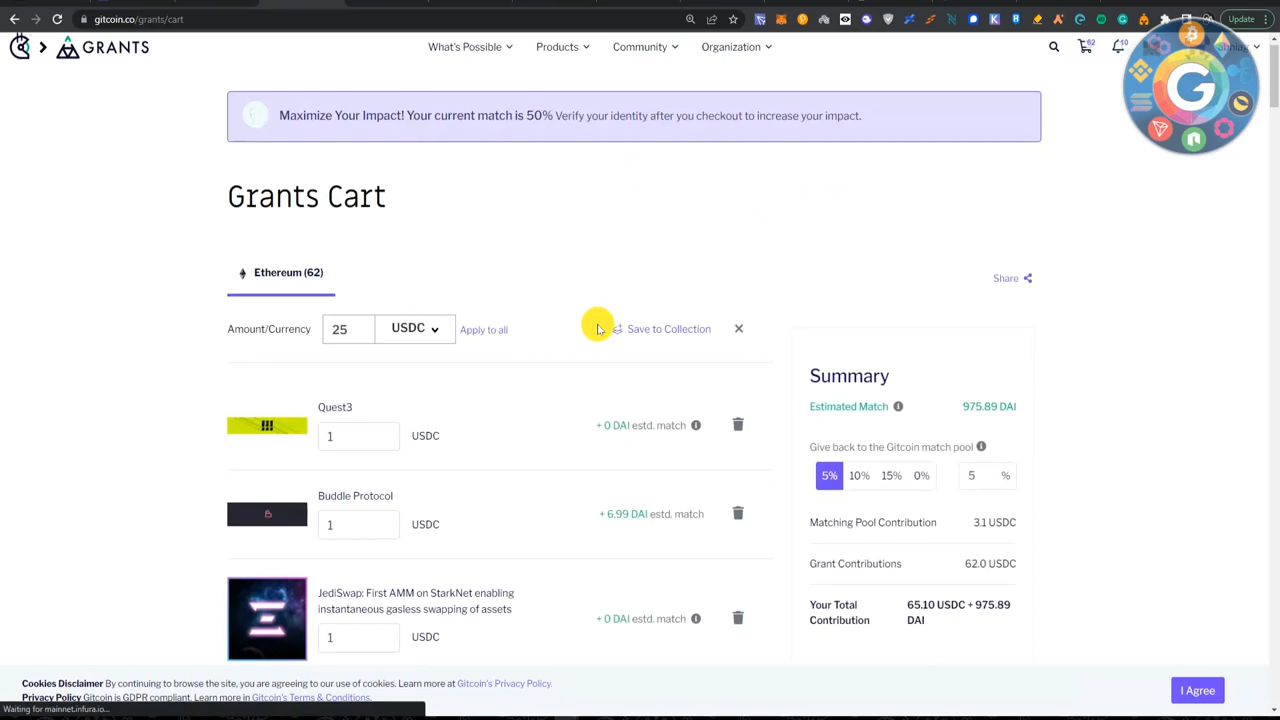 gitcoin.co/grants/cart
Update
GRANTS
What's Possible
Products
Community
Organization
62
10
G
Maximize Your Impact! Your current match is 50% Verify your identity after you checkout to increase your impact.
Grants Cart
Ethereum (62)
Share
Amount/Currency
25
USDC
Apply to all
Save to Collection
Summary
Estimated Match
975.89 DAI
Quest3
1
USDC
+ 0 DAI estd. match
Give back to the Gitcoin match pool
5%
10%
15%
0%
5
%
Buddle Protocol
1
USDC
+ 6.99 DAI estd. match
Matching Pool Contribution
3.1 USDC
Grant Contributions
62.0 USDC
JediSwap: First AMM on StarkNet enabling
instantaneous gasless swapping of assets
1
USDC
+ 0 DAI estd. match
Your Total
Contribution
65.10 USDC + 975.89
DAI
Cookies Disclaimer By continuing to browse the site, you are agreeing to our use of cookies. Learn more at Gitcoin's Privacy Policy.
Privacy Policy Gitcoin is GDPR compliant. Learn more in Gitcoin's Terms & Conditions.
I Agree
Waiting for mainnet.infura.io...